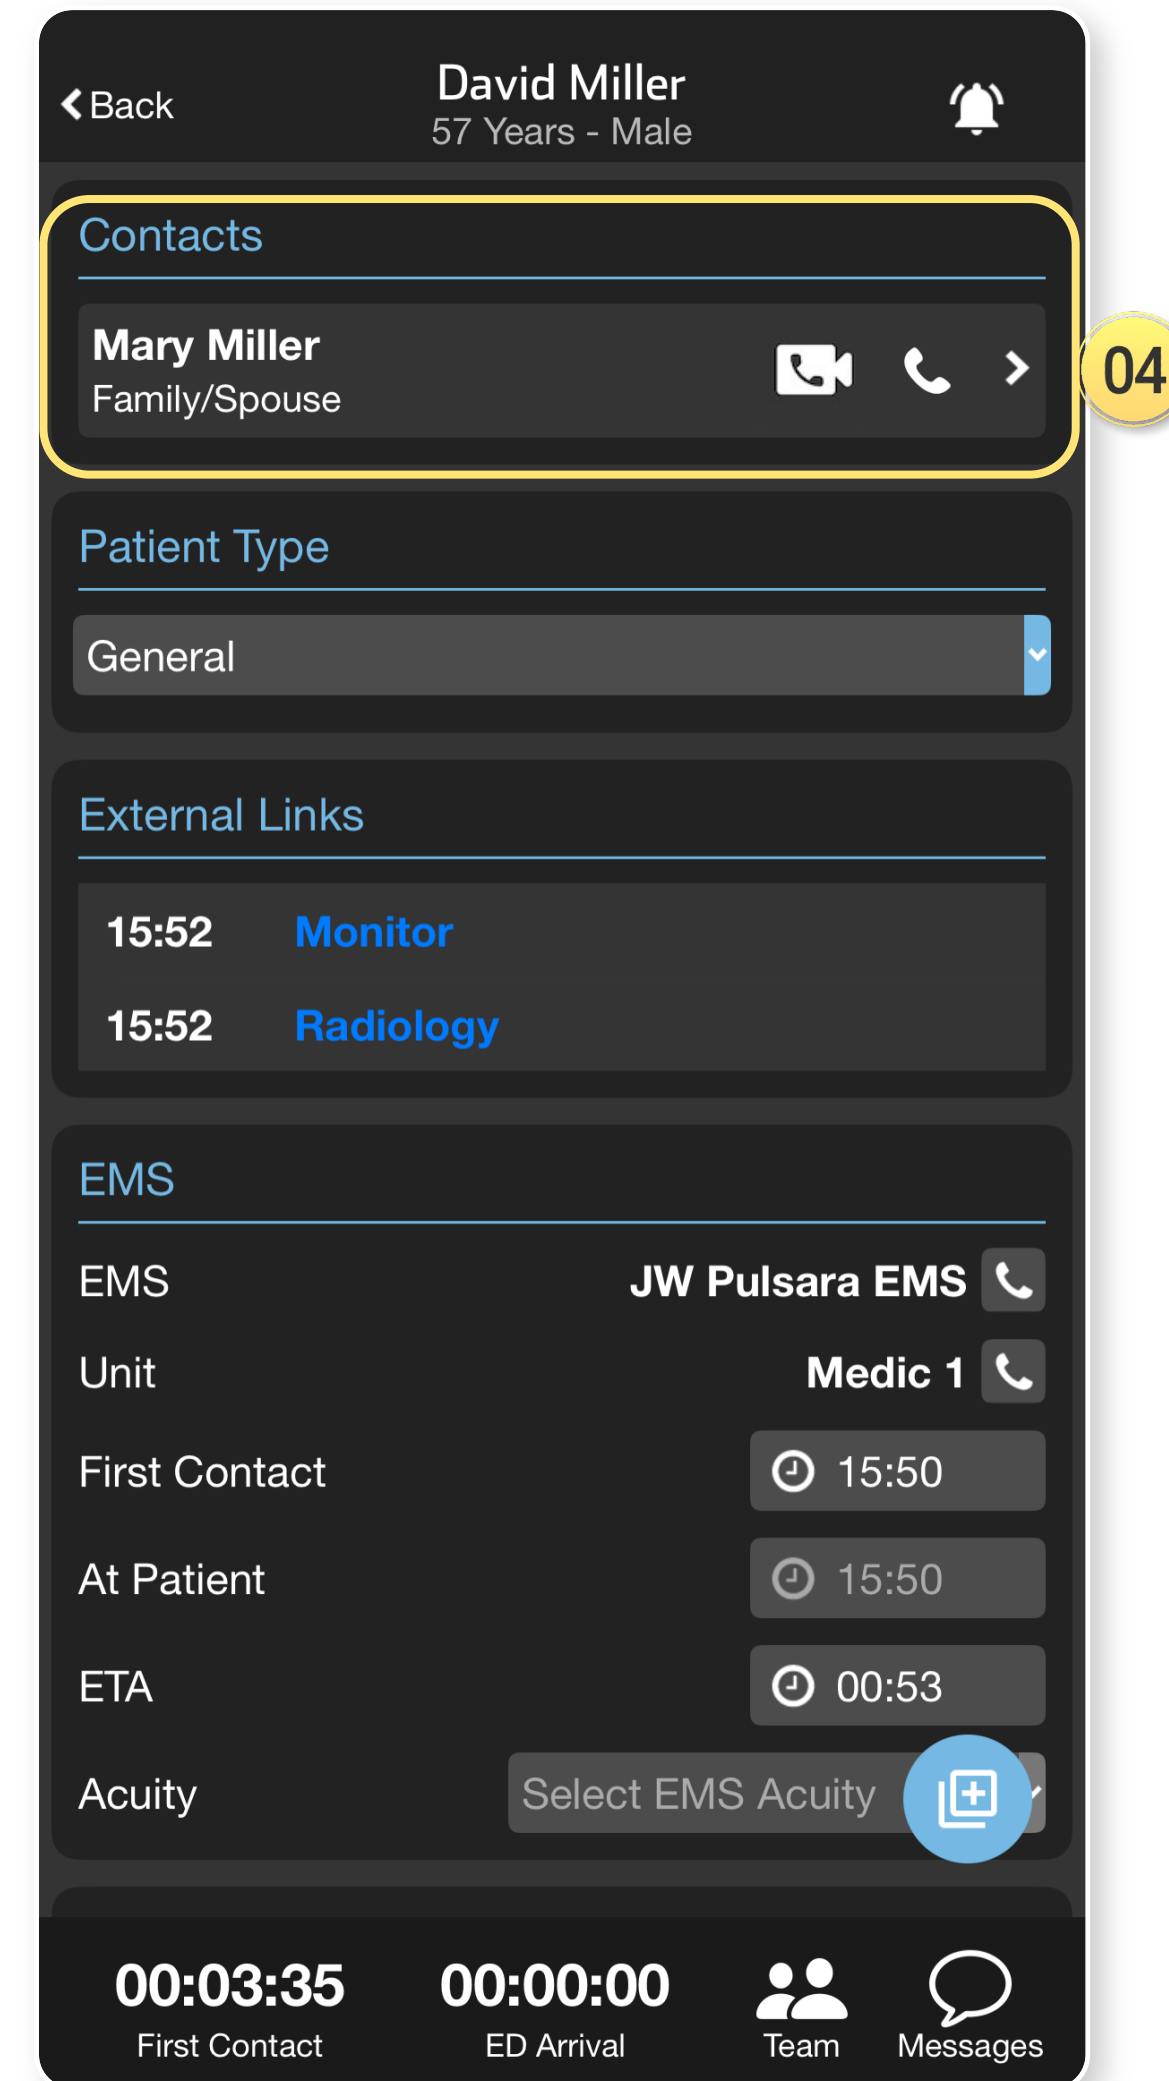 Back
David Miller
57 Years - Male
Contacts
Mary Miller
Family/Spouse
04
Patient Type
General
External Links
15:52 Monitor
15:52 Radiology
EMS
EMS JW Pulsara EMS
Unit Medic 1
First Contact 15:50
At Patient 15:50
ETA 00:53
Acuity Select EMS Acuity
00:03:35 00:00:00
First Contact ED Arrival Team Messages